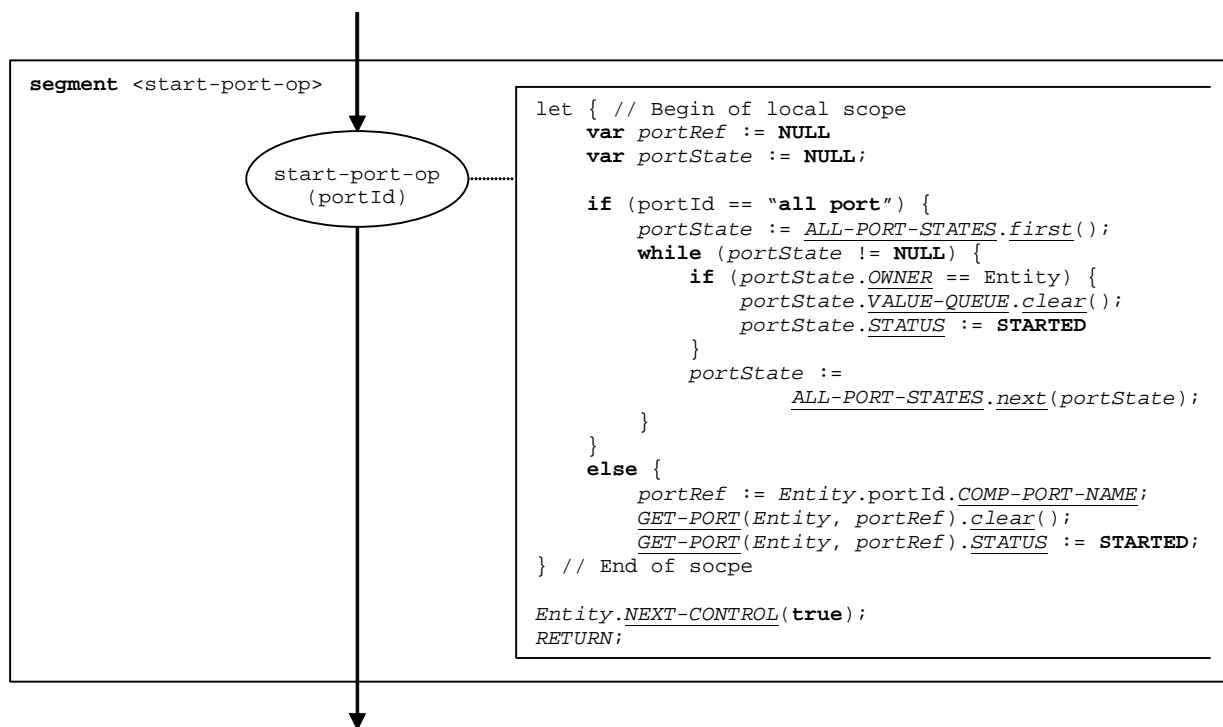 segment <start-port-op>
start-port-op
(portId)
let { // Begin of local scope
var portRef := NULL
var portState := NULL;
if (portId == “all port”) {
portState := ALL-PORT-STATES.first();
while (portState != NULL) {
if (portState.OWNER == Entity) {
portState.VALUE-QUEUE.clear();
portState.STATUS := STARTED
}
portState :=
ALL-PORT-STATES.next(portState);
}
}
else {
portRef := Entity.portId.COMP-PORT-NAME;
GET-PORT(Entity, portRef).clear();
GET-PORT(Entity, portRef).STATUS := STARTED;
} // End of socpe
Entity.NEXT-CONTROL(true);
RETURN;